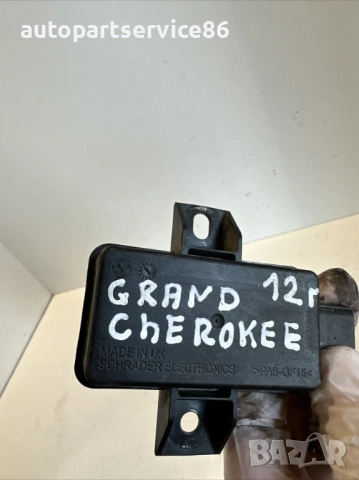 autopartservice86
GRAND 12г
ChEROKEE
MADE IN UK
SCHRADER ELECTRONICS
>PA6-GF15<
bazar